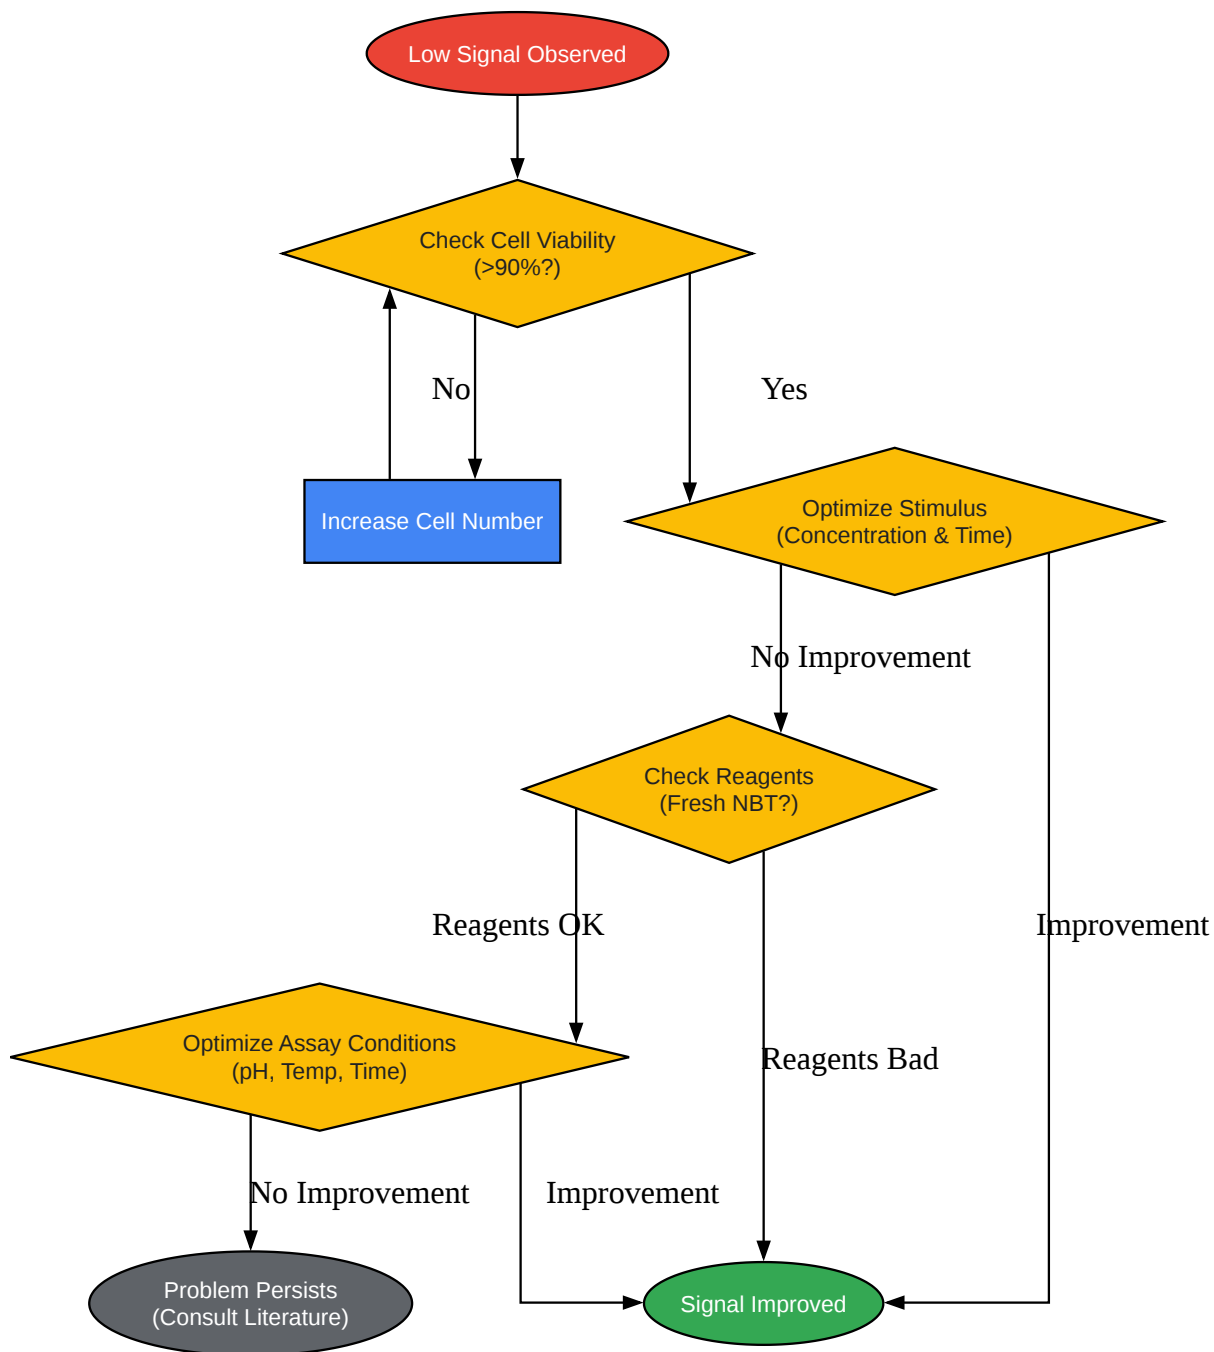 Low Signal Observed
Check Cell Viability
(>90%?)
No
Yes
Increase Cell Number
Optimize Stimulus
(Concentration & Time)
No Improvement
Check Reagents
(Fresh NBT?)
Reagents OK
Improvement
Optimize Assay Conditions
(pH, Temp, Time)
Reagents Bad
No Improvement
Improvement
Problem Persists
(Consult Literature)
Signal Improved